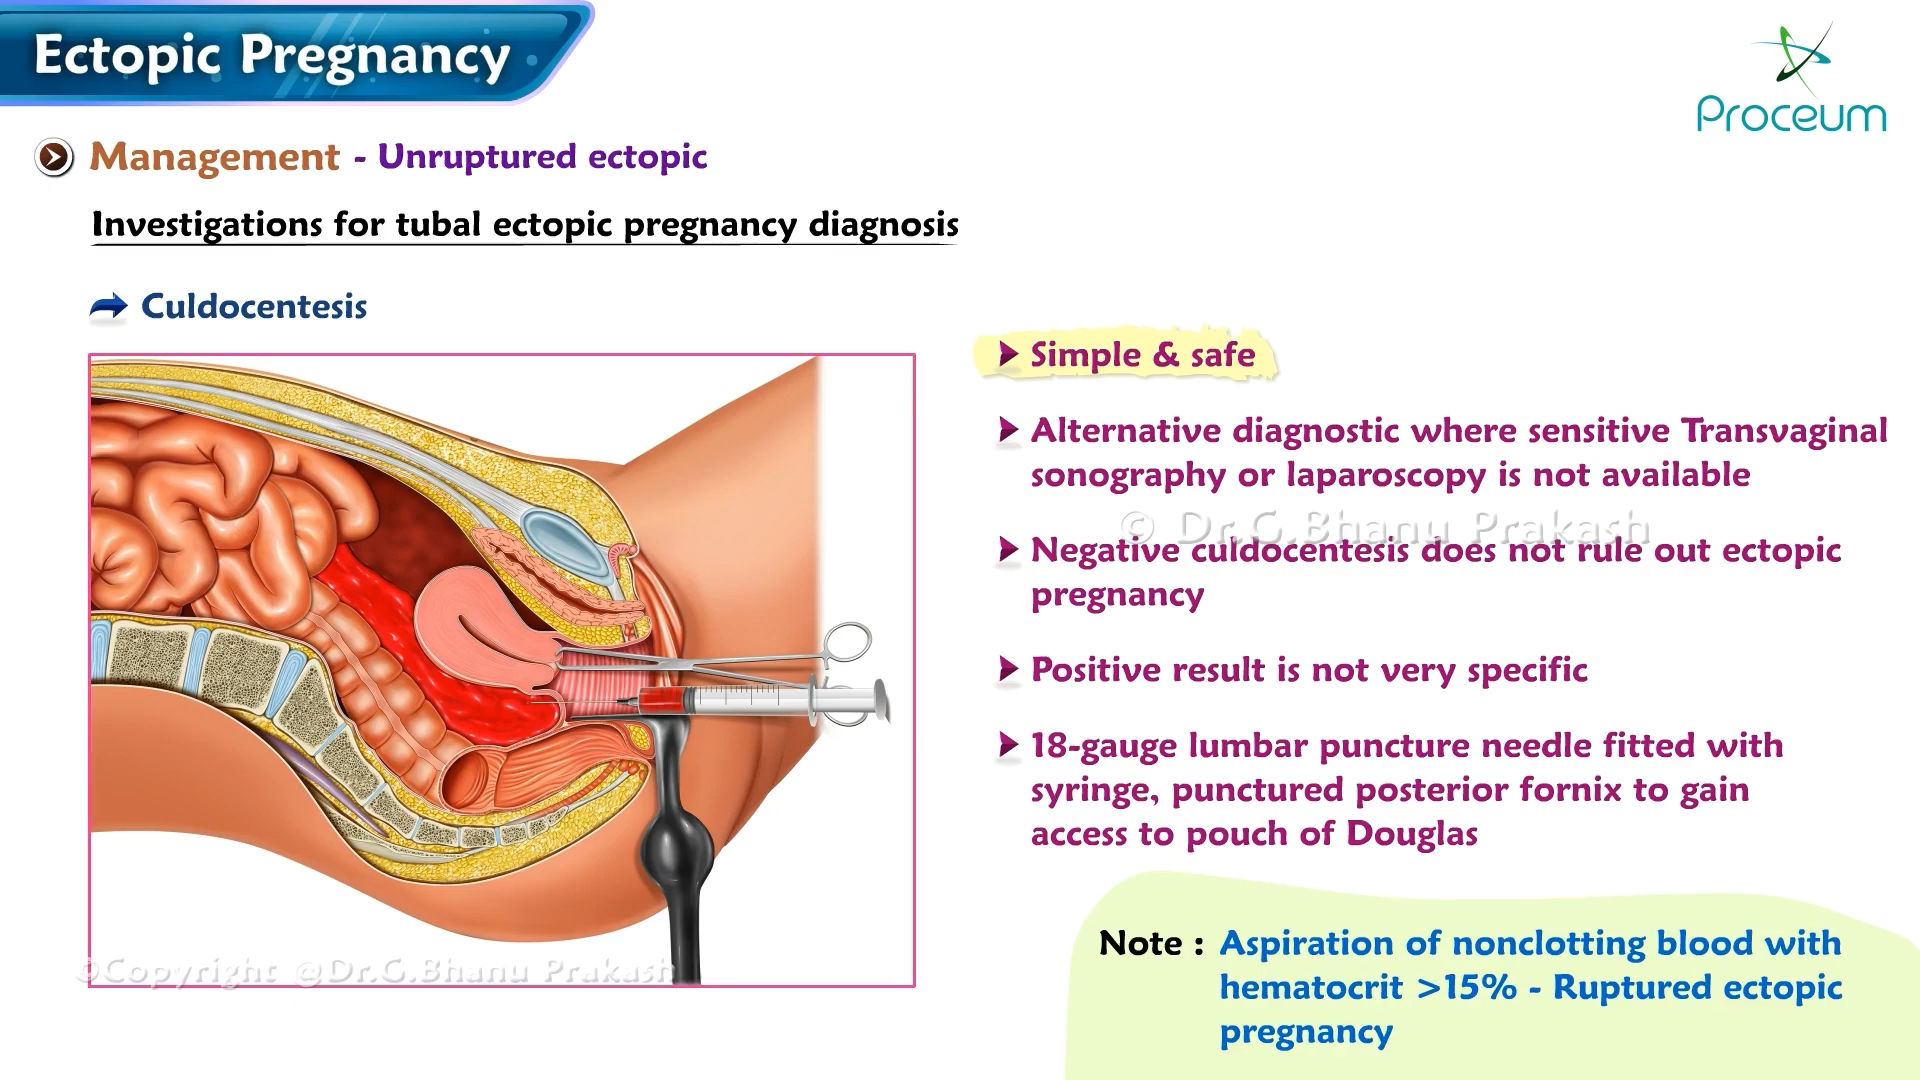 Ectopic Pregnancy
Proceum
Management - Unruptured ectopic
Investigations for tubal ectopic pregnancy diagnosis
Culdocentesis
Simple & safe
Alternative diagnostic where sensitive Transvaginal
sonography or laparoscopy is not available
© Dr.G.Bhanu Prakash
Negative culdocentesis does not rule out ectopic
pregnancy
Positive result is not very specific
18-gauge lumbar puncture needle fitted with
syringe, punctured posterior fornix to gain
access to pouch of Douglas
Note : Aspiration of nonclotting blood with
hematocrit >15% - Ruptured ectopic
pregnancy
©Copyright @Dr.G.Bhanu Prakash